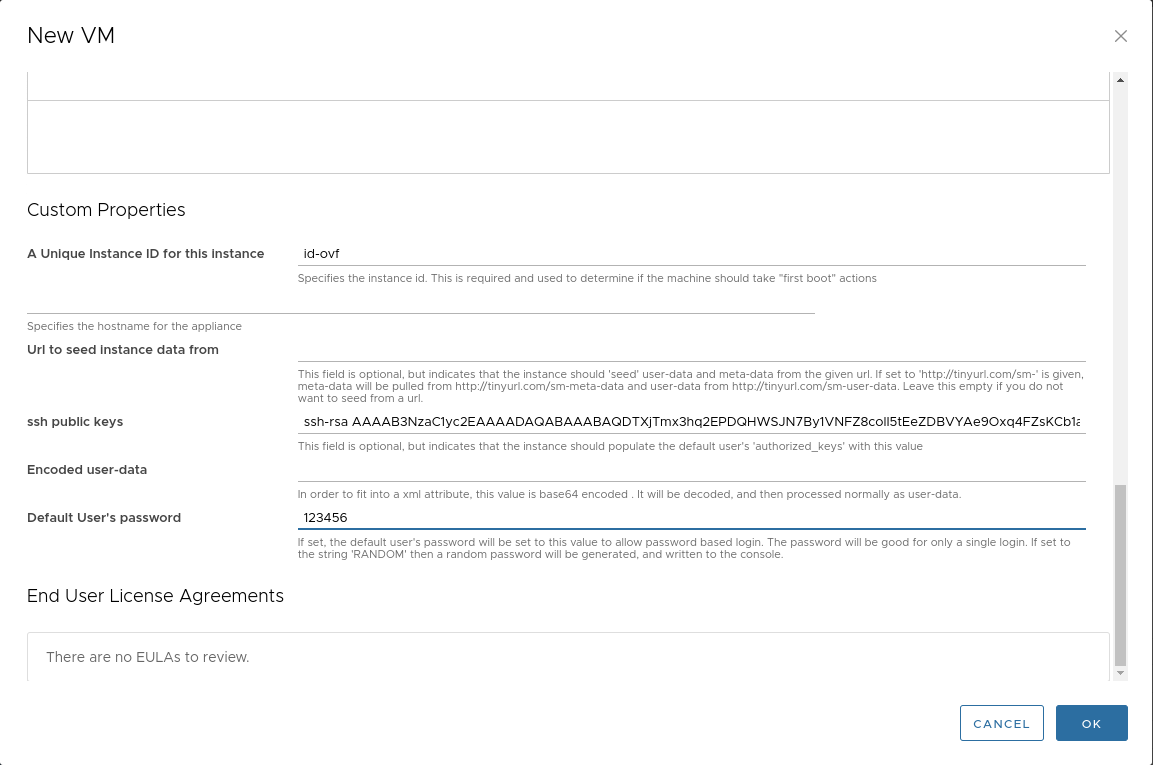 New VM
Custom Properties
A Unique Instance ID for this instance
id-ovf
Specifies the instance id. This is required and used to determine if the machine should take "first boot" actions
Specifies the hostname for the appliance
Url to seed instance data from
This field is optional, but indicates that the instance should 'seed' user-data and meta-data from the given url. If set to 'http://tinyurl.com/sm-' is given,
meta-data will be pulled from http://tinyurl.com/sm-meta-data and user-data from http://tinyurl.com/sm-user-data. Leave this empty if you do not
want to seed from a url.
ssh public keys
ssh-rsa AAAAB3NzaC1yc2EAAAADAQABAAABAQDTXjTmx3hq2EPDQHWSJN7By1VNFZ8coll5tEeZDBVYAe9Oxq4FZsKCb1a
This field is optional, but indicates that the instance should populate the default user's 'authorized_keys' with this value
Encoded user-data
In order to fit into a xml attribute, this value is base64 encoded . It will be decoded, and then processed normally as user-data.
Default User's password
123456
If set, the default user's password will be set to this value to allow password based login. The password will be good for only a single login. If set to
the string 'RANDOM' then a random password will be generated, and written to the console.
End User License Agreements
There are no EULAs to review.
CANCEL
OK